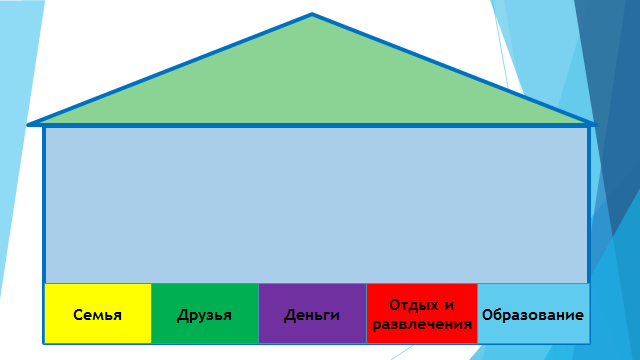 Семья
Друзья
Деньги
Отдых и
развлечения
Образование